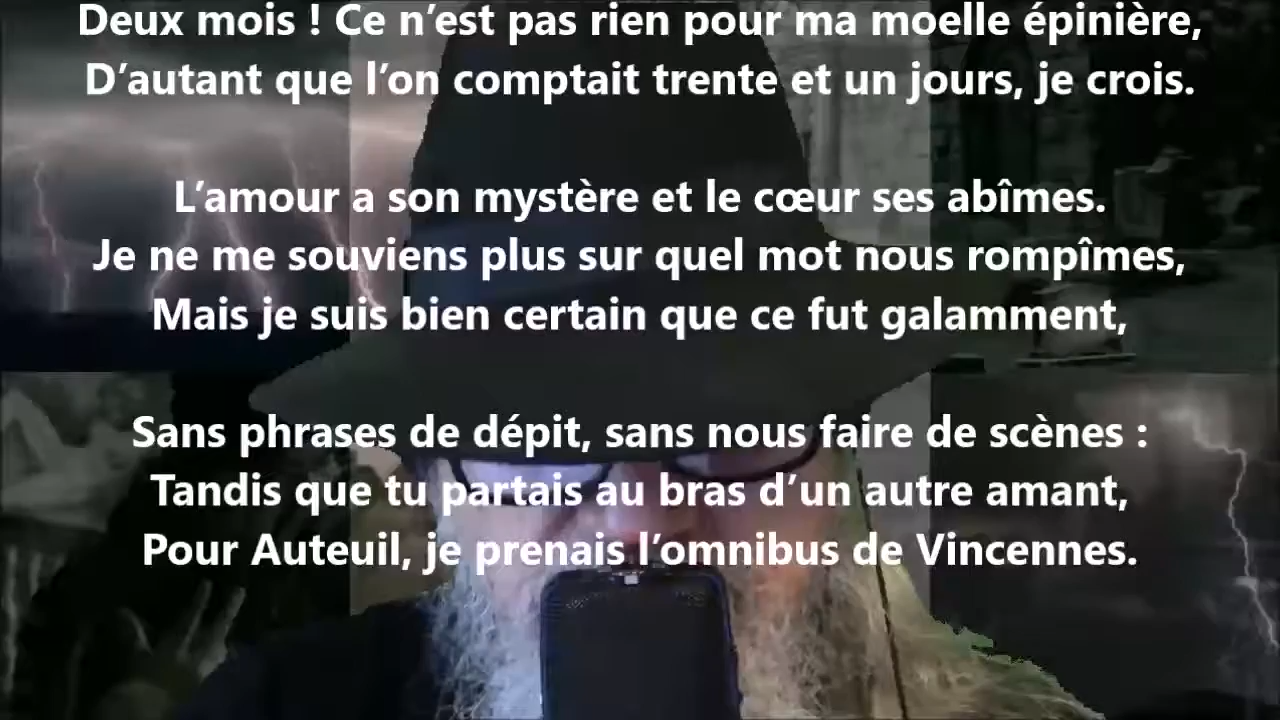 Deux mois ! Ce n’est pas rien pour ma moelle épinière,
D’autant que l’on comptait trente et un jours, je crois.
L’amour a son mystère et le cœur ses abîmes.
Je ne me souviens plus sur quel mot nous rompîmes,
Mais je suis bien certain que ce fut galamment,
Sans phrases de dépit, sans nous faire de scènes :
Tandis que tu partais au bras d’un autre amant,
Pour Auteuil, je prenais l’omnibus de Vincennes.